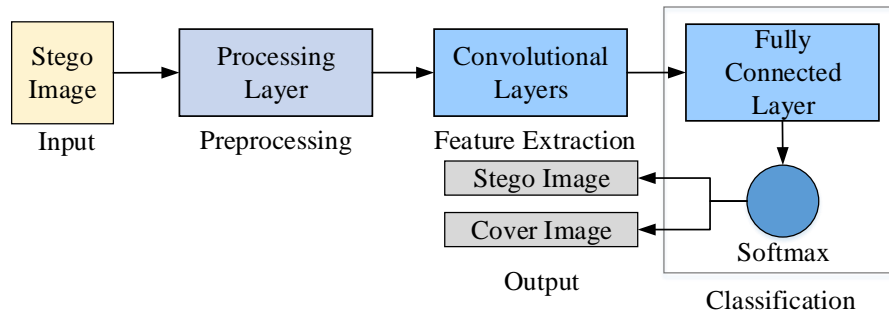 Stego
Image
Input
Processing
Layer
Preprocessing
Convolutional
Layers
Feature Extraction
Fully
Connected
Layer
Softmax
Classification
Stego Image
Cover Image
Output